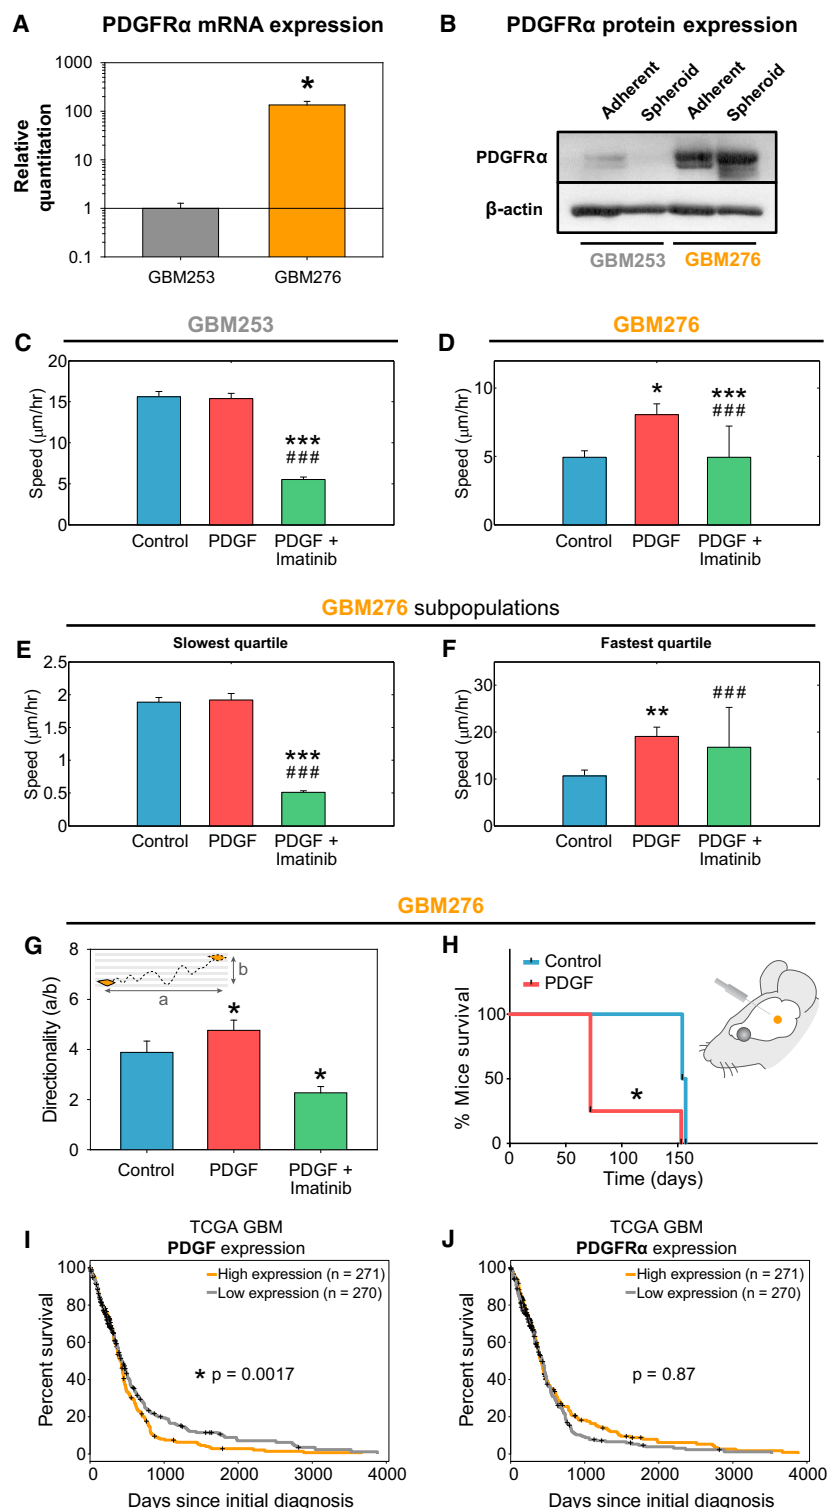 A PDGFRα mRNA expression
Relative
quantitation
1000
100
10
1
0.1
*
GBM253 GBM276
B PDGFRα protein expression
Adherent Spheroid Adherent Spheroid
PDGFRα
β-actin
GBM253 GBM276
GBM253
C
Speed (μm/hr)
20
15
10
5
0
***
###
Control PDGF PDGF +
Imatinib
GBM276
D
Speed (μm/hr)
10
5
0
*
***
###
Control PDGF PDGF +
Imatinib
GBM276 subpopulations
E Slowest quartile
Speed (μm/hr)
2.5
2
1
1
0.5
0
***
###
Control PDGF PDGF +
Imatinib
F Fastest quartile
Speed (μm/hr)
30
20
10
0
**
###
Control PDGF PDGF +
Imatinib
GBM276
G
Directionality (a/b)
8
6
4
2
0
a
b
*
*
Control PDGF PDGF +
Imatinib
H
Control
PDGF
% Mice survival
100
50
0
*
0 50 100 150
Time (days)
I TCGA GBM
PDGF expression
High expression (n = 271)
Low expression (n = 270)
Percent survival
100
80
60
40
20
0
* p = 0.0017
0 1000 2000 3000 4000
Days since initial diagnosis
J TCGA GBM
PDGFRα expression
High expression (n = 271)
Low expression (n = 270)
Percent survival
100
80
60
40
20
0
p = 0.87
0 1000 2000 3000 4000
Days since initial diagnosis